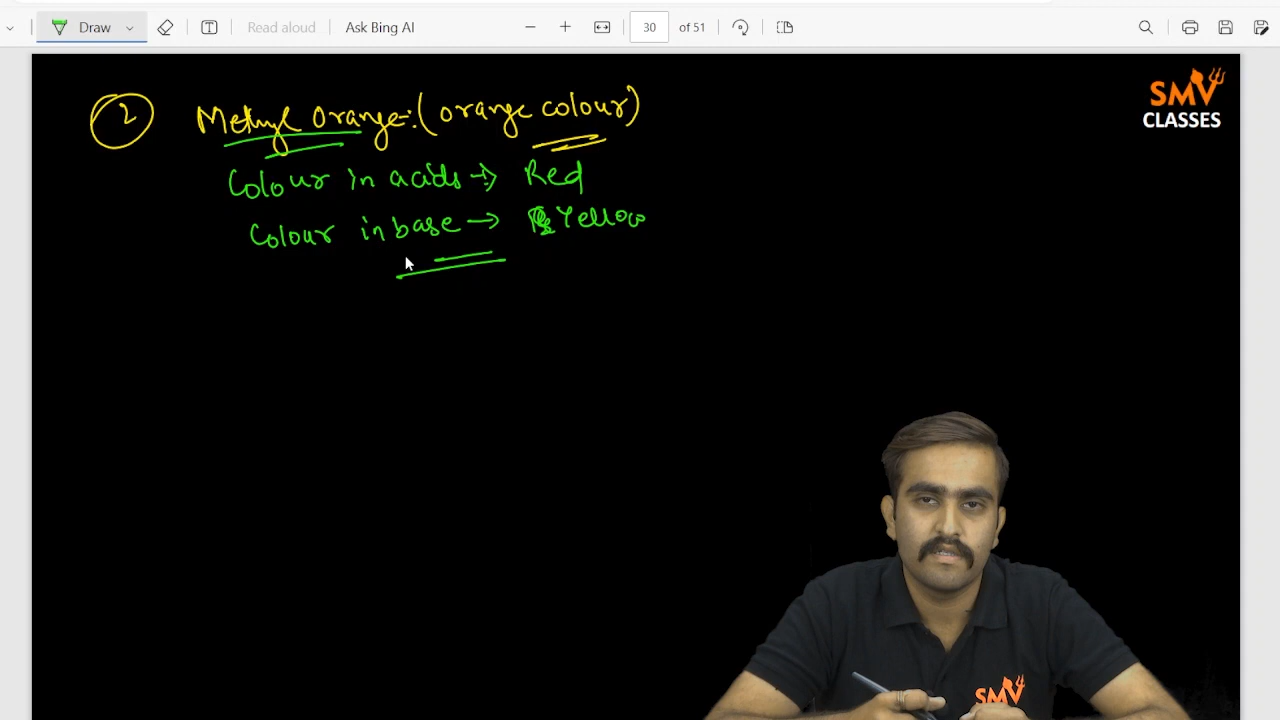 Draw
Read aloud
Ask Bing AI
30 of 51
SMV
CLASSES
2 Methyl orange:- (orange colour)
Colour in acids → Red
Colour in base → Yellow
SMV